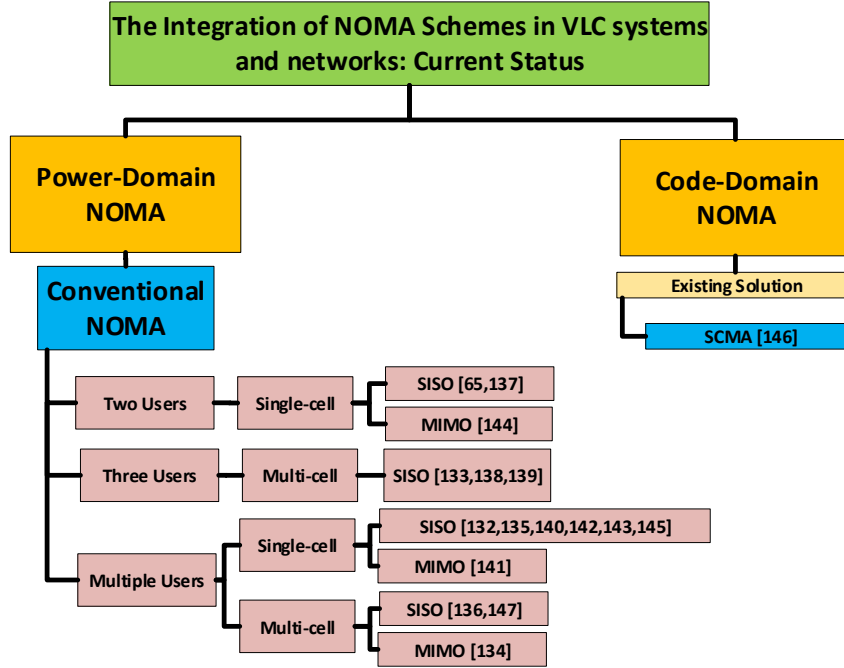 The Integration of NOMA Schemes in VLC systems
and networks: Current Status
Power-Domain
NOMA
Code-Domain
NOMA
Conventional
NOMA
Existing Solution
SCMA [146]
Two Users
Single-cell
SISO [65,137]
MIMO [144]
Three Users
Multi-cell
SISO [133,138,139]
Multiple Users
Single-cell
SISO [132,135,140,142,143,145]
MIMO [141]
Multi-cell
SISO [136,147]
MIMO [134]